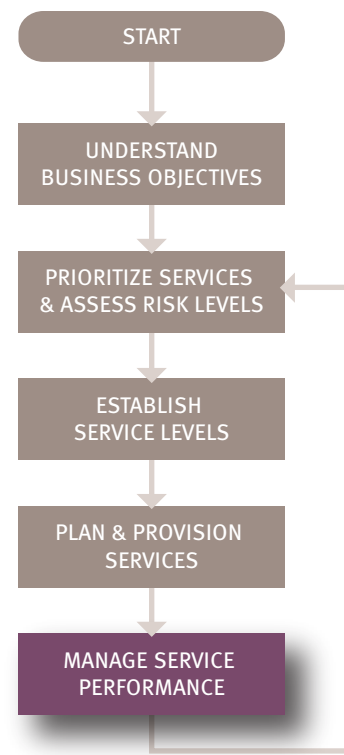 START
UNDERSTAND
BUSINESS OBJECTIVES
PRIORITIZE SERVICES
& ASSESS RISK LEVELS
ESTABLISH
SERVICE LEVELS
PLAN & PROVISION
SERVICES
MANAGE SERVICE
PERFORMANCE